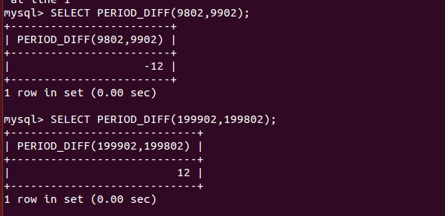 at line 1
mysql> SELECT PERIOD_DIFF(9802,9902);
+------------------------+
| PERIOD_DIFF(9802,9902) |
+------------------------+
|                    -12 |
+------------------------+
1 row in set (0.00 sec)

mysql> SELECT PERIOD_DIFF(199902,199802);
+----------------------------+
| PERIOD_DIFF(199902,199802) |
+----------------------------+
|                         12 |
+----------------------------+
1 row in set (0.00 sec)